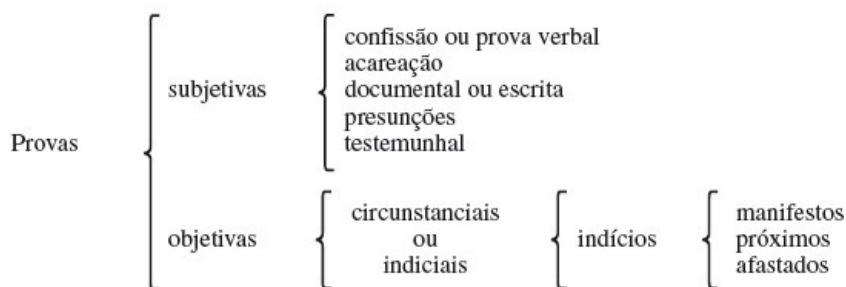 Provas
subjetivas
confissão ou prova verbal
acareação
documental ou escrita
presunções
testemunhal
objetivas
circunstanciais
ou
indiciais
indícios
manifestos
próximos
afastados